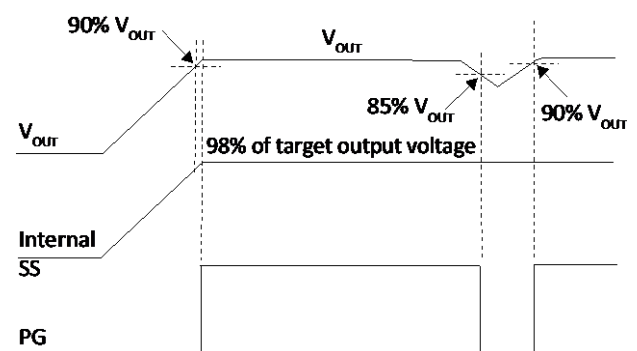 90% VOUT
VOUT
85% VOUT
90% VOUT
VOUT
98% of target output voltage
Internal
SS
PG